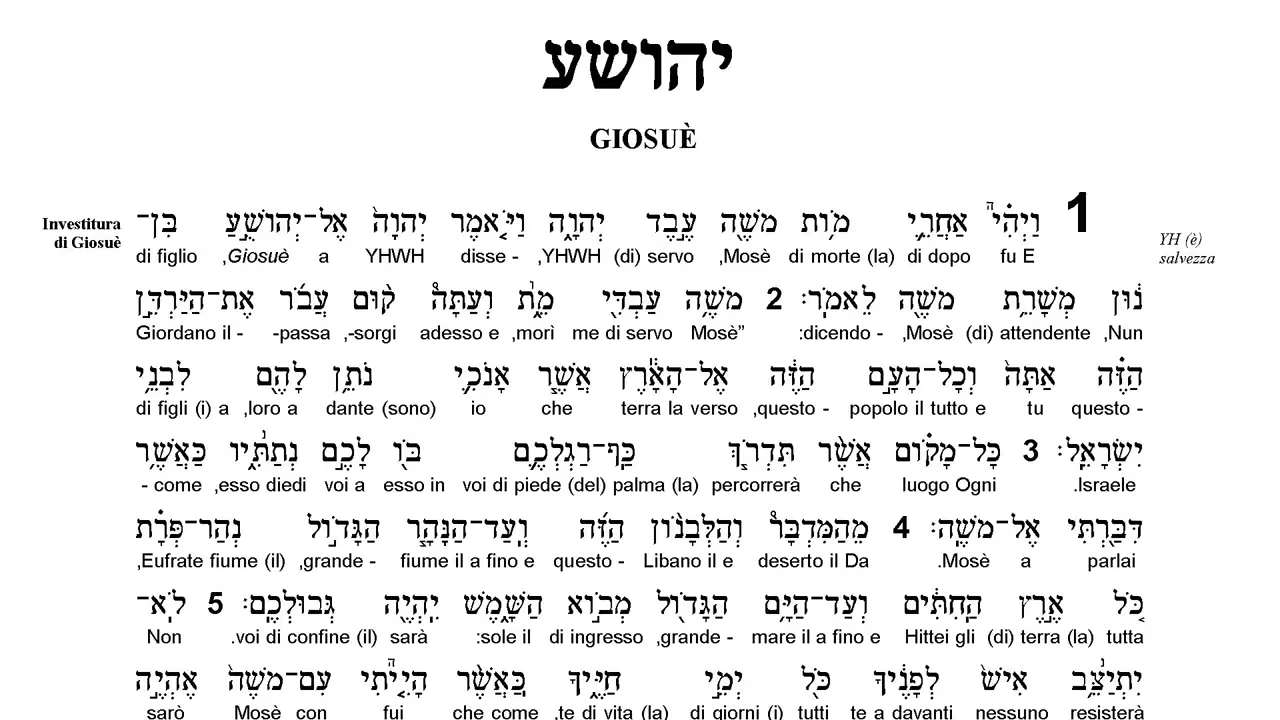 יהושע
GIOSUÈ
Investitura
di Giosuè
1 וַיְהִ֗י אַחֲרֵ֛י מ֥וֹת מֹשֶׁ֖ה עֶ֣בֶד יְהוָ֑ה וַיֹּ֤אמֶר יְהוָה֙ אֶל־יְהוֹשֻׁ֣עַ בִּן־
di figlio ,Giosuè a YHWH disse - ,YHWH (di) servo ,Mosè di morte (la) di dopo fu E
YH (è)
salvezza
נ֔וּן מְשָׁרֵ֥ת מֹשֶׁ֖ה לֵאמֹֽר׃ 2 מֹשֶׁ֥ה עַבְדִּ֖י מֵ֑ת וְעַתָּה֩ ק֨וּם עֲבֹ֜ר אֶת־הַיַּרְדֵּ֣ן
Giordano il - -passa ,-sorgi adesso e ,morì me di servo Mosè” :dicendo - ,Mosè (di) attendente ,Nun
הַזֶּ֗ה אַתָּה֙ וְכָל־הָעָ֣ם הַזֶּ֔ה אֶל־הָאָ֕רֶץ אֲשֶׁ֧ר אָנֹכִ֛י נֹתֵ֥ן לָהֶ֖ם לִבְנֵ֥י
di figli (i) a ,loro a dante (sono) io che terra la verso ,questo - popolo il tutto e tu questo -
יִשְׂרָאֵֽל׃ 3 כָּל־מָק֗וֹם אֲשֶׁ֨ר תִּדְרֹ֧ךְ כַּֽף־רַגְלְכֶ֛ם בּ֖וֹ לָכֶ֣ם נְתַתִּ֑יו כַּאֲשֶׁ֥ר
- come ,esso diedi voi a esso in voi di piede (del) palma (la) percorrerà che luogo Ogni .Israele
דִּבַּ֖רְתִּי אֶל־מֹשֶֽׁה׃ 4 מֵהַמִּדְבָּר֩ וְהַלְּבָנ֨וֹן הַזֶּ֜ה וְֽעַד־הַנָּהָ֧ר הַגָּד֣וֹל נְהַר־פְּרָ֗ת
,Eufrate fiume (il) ,grande - fiume il a fino e questo - Libano il e deserto il Da .Mosè a parlai
כֹּ֚ל אֶ֣רֶץ הַֽחִתִּ֔ים וְעַד־הַיָּ֥ם הַגָּד֖וֹל מְב֣וֹא הַשָּׁ֑מֶשׁ יִֽהְיֶ֖ה גְּבוּלְכֶֽם׃ 5 לֹֽא־
Non .voi di confine (il) sarà :sole il di ingresso ,grande - mare il a fino e Hittei gli (di) terra (la) tutta
יִתְיַצֵּ֥ב אִישׁ֙ לְפָנֶ֔יךָ כֹּ֖ל יְמֵ֣י חַיֶּ֑יךָ כַּֽאֲשֶׁ֨ר הָיִ֤יתִי עִם־מֹשֶׁה֙ אֶהְיֶ֣ה
sarò Mosè con fui che come ,te di vita (la) di giorni (i) tutti te a davanti nessuno resisterà